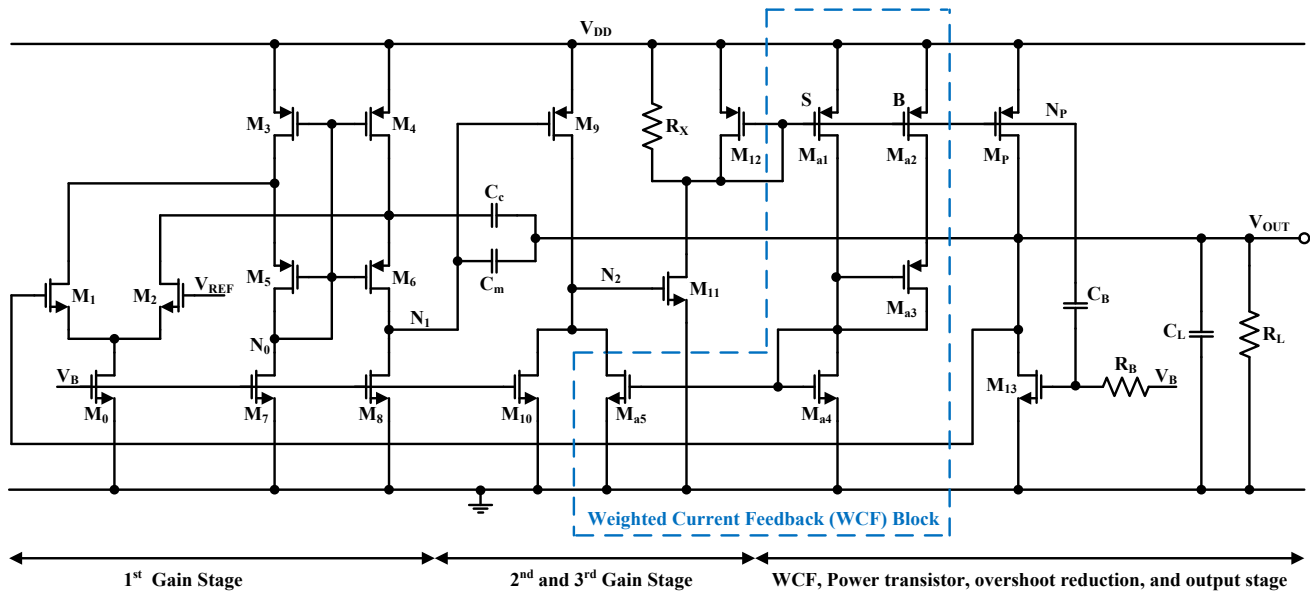 V_DD
S
B
N_P
M_3
M_4
M_9
R_X
M_12
M_a1
M_a2
M_P
C_c
V_OUT
M_1
M_2
V_REF
M_5
M_6
C_m
N_2
M_11
M_a3
C_B
C_L
R_L
N_0
N_1
V_B
M_0
M_7
M_8
M_10
M_a5
M_a4
M_13
R_B
V_B
Weighted Current Feedback (WCF) Block
1st Gain Stage
2nd and 3rd Gain Stage
WCF, Power transistor, overshoot reduction, and output stage